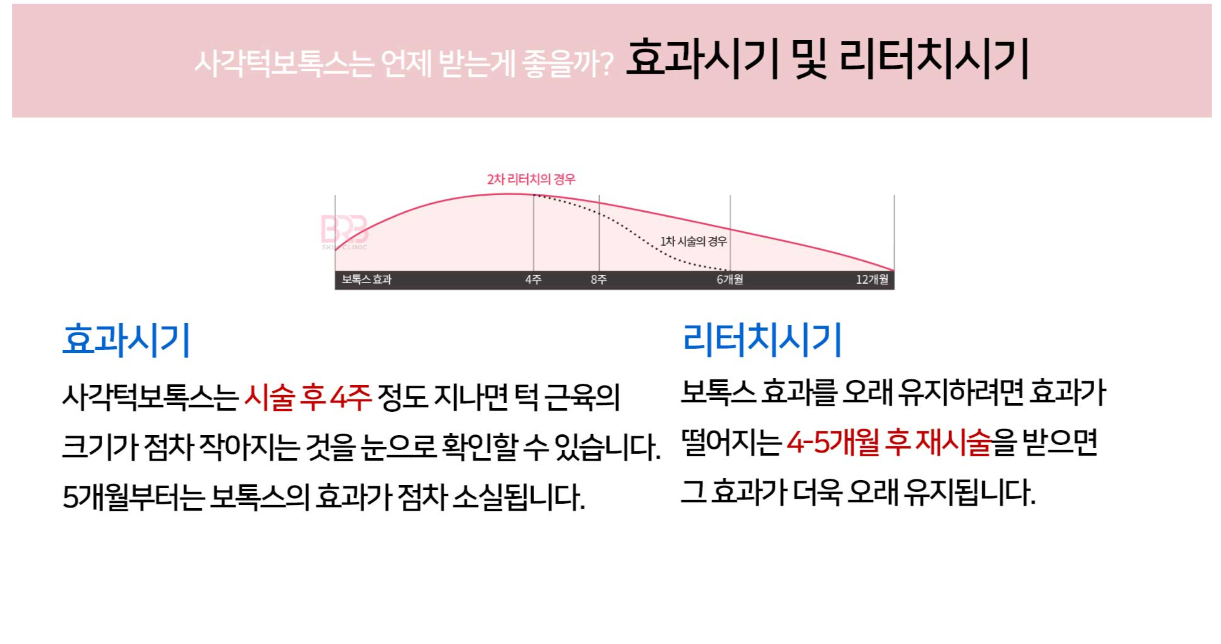 사각턱보톡스는 언제 받는게 좋을까? 효과시기 및 리터치시기
2차 리터치의 경우
BRB
SKIN CLINIC
1차 시술의 경우
보톡스 효과 4주 8주 6개월 12개월
효과시기
사각턱보톡스는 시술 후 4주 정도 지나면 턱 근육의
크기가 점차 작아지는 것을 눈으로 확인할 수 있습니다.
5개월부터는 보톡스의 효과가 점차 소실됩니다.
리터치시기
보톡스 효과를 오래 유지하려면 효과가
떨어지는 4-5개월 후 재시술을 받으면
그 효과가 더욱 오래 유지됩니다.